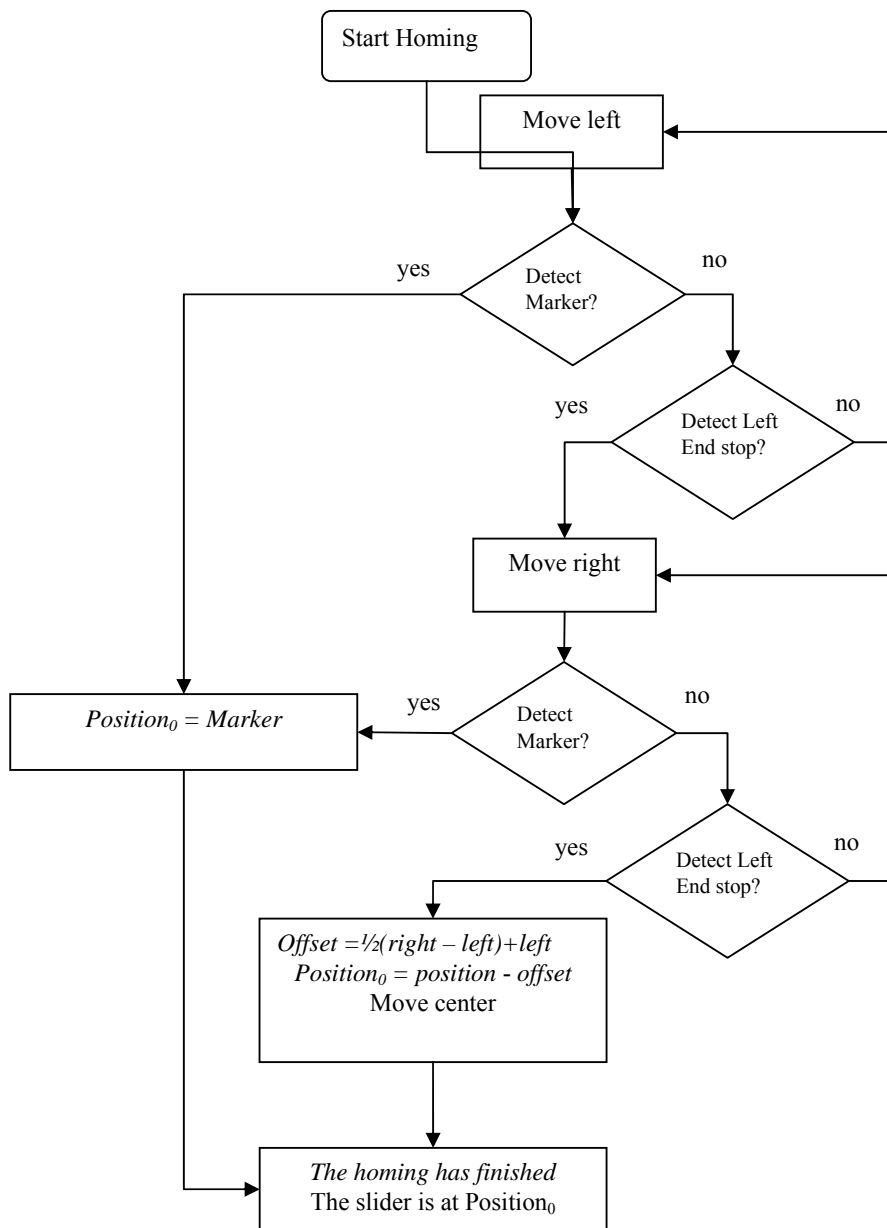 Start Homing
Move left
yes
no
Detect
Marker?
yes
no
Detect Left
End stop?
Move right
yes
no
Position₀ = Marker
Detect
Marker?
yes
no
Detect Left
End stop?
Offset =½(right – left)+left
Position₀ = position - offset
Move center
The homing has finished
The slider is at Position₀